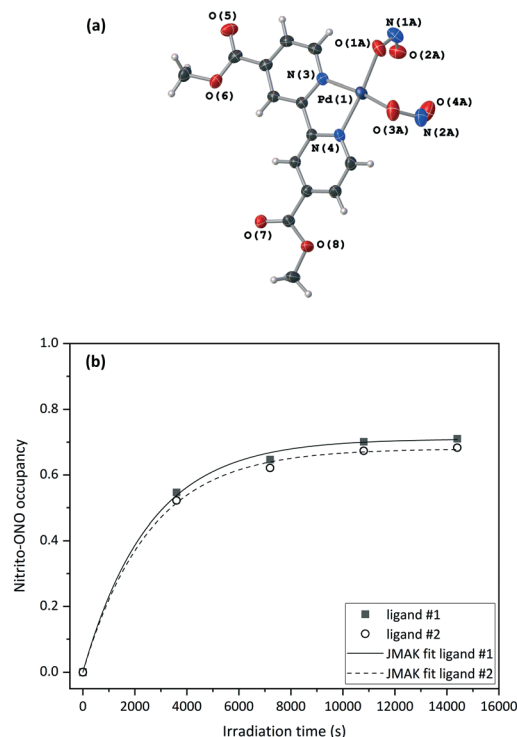 (a)
N(1A)
O(5)
O(1A)
O(2A)
N(3)
O(6)
Pd(1)
O(4A)
O(3A)
N(4)
N(2A)
O(7)
O(8)
(b)
1.0
0.8
0.6
0.4
0.2
0.0
Nitrito-ONO occupancy
ligand #1
ligand #2
JMAK fit ligand #1
JMAK fit ligand #2
0 2000 4000 6000 8000 10000 12000 14000 16000
Irradiation time (s)